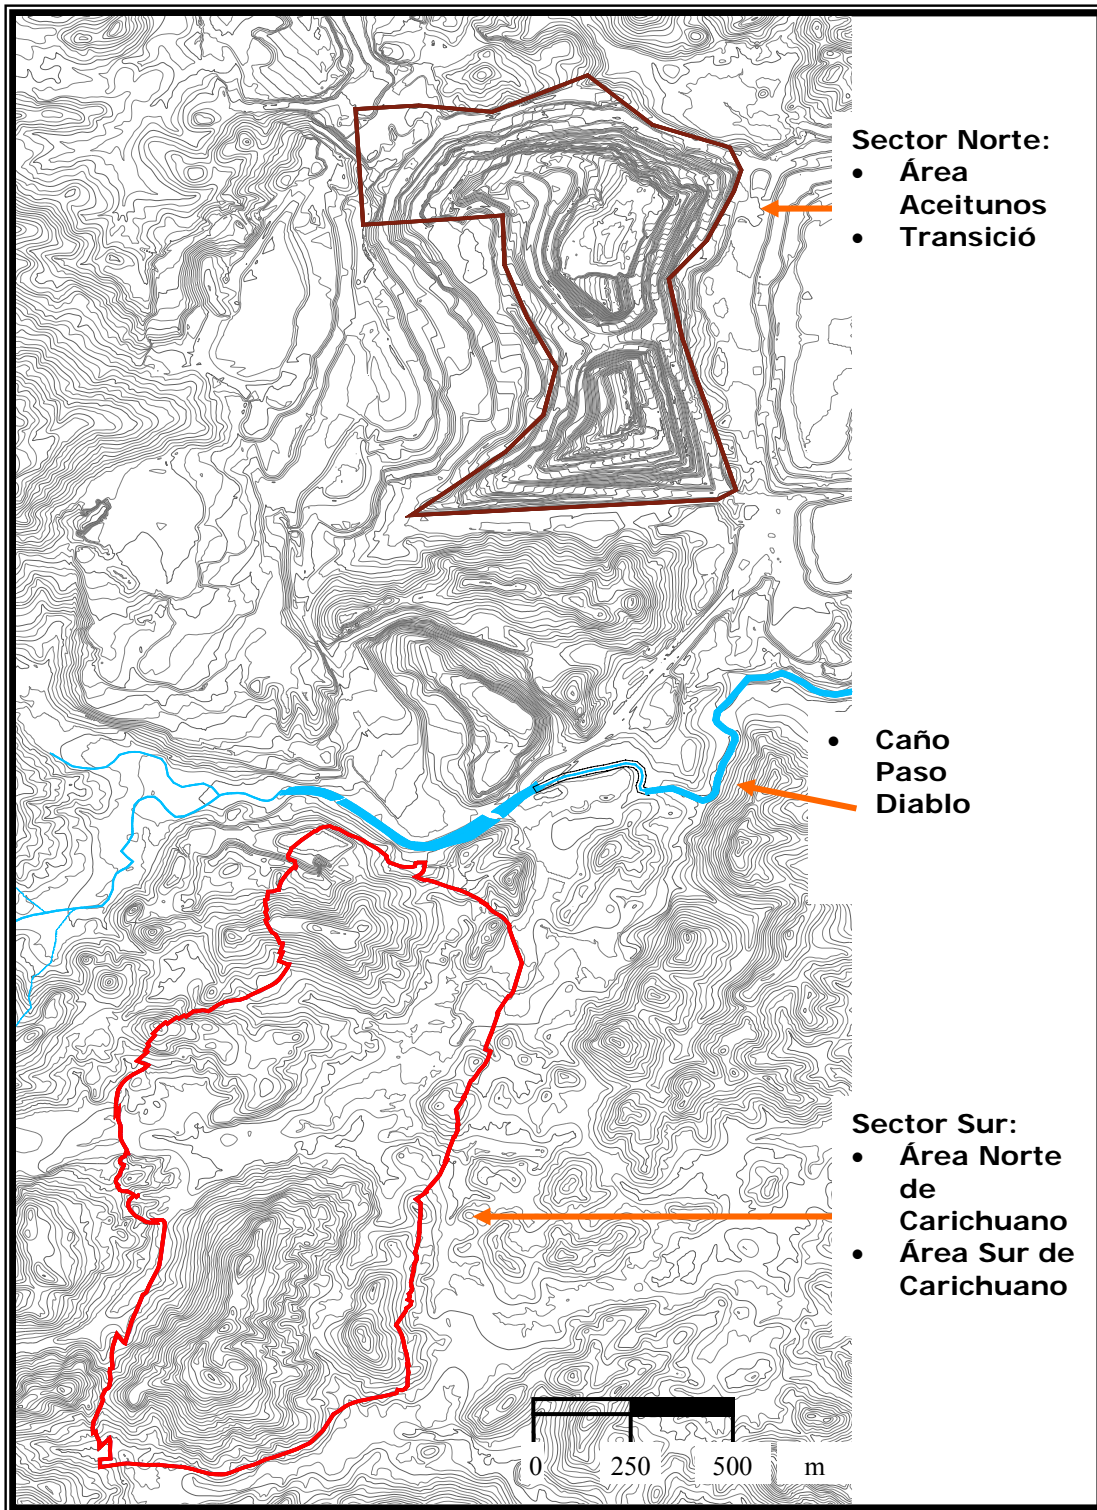 Sector Norte:
• Área
Aceitunos
• Transició
• Caño
Paso
Diablo
Sector Sur:
• Área Norte
de
Carichuano
• Área Sur de
Carichuano
0 250 500 m